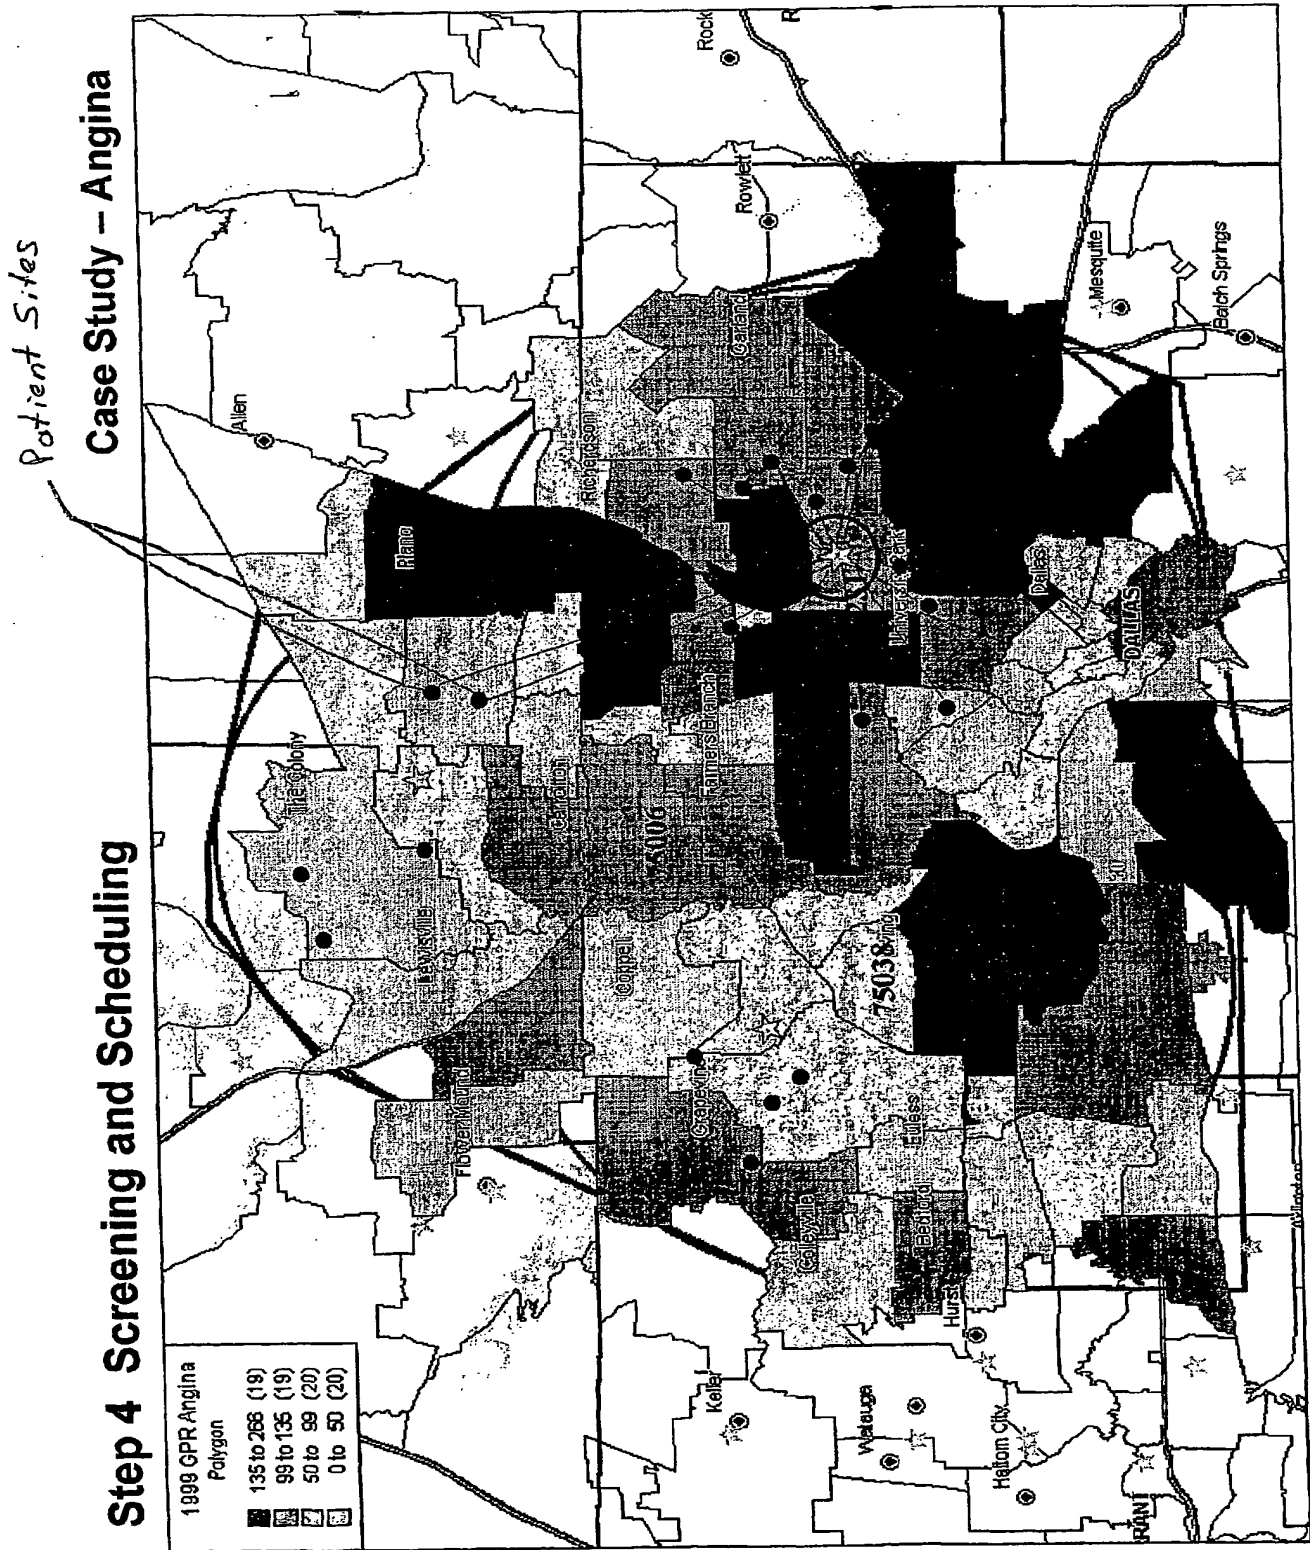 Patient Sites
Step 4 Screening and Scheduling
Case Study – Angina
1999 GPR Angina
Polygon
135 to 268 (19)
99 to 135 (19)
50 to 99 (20)
0 to 50 (20)
Allen
Rock
R
Rowlett
Mesquite
Balch Springs
Garland
Richardson
Plano
The Colony
Lewisville
Carrollton
Farmers Branch
Dallas
DALLAS
Coppell
75038
Flower Mound
Grapevine
Euless
Colleyville
Bedford
Hurst
Keller
Watauga
Haltom City